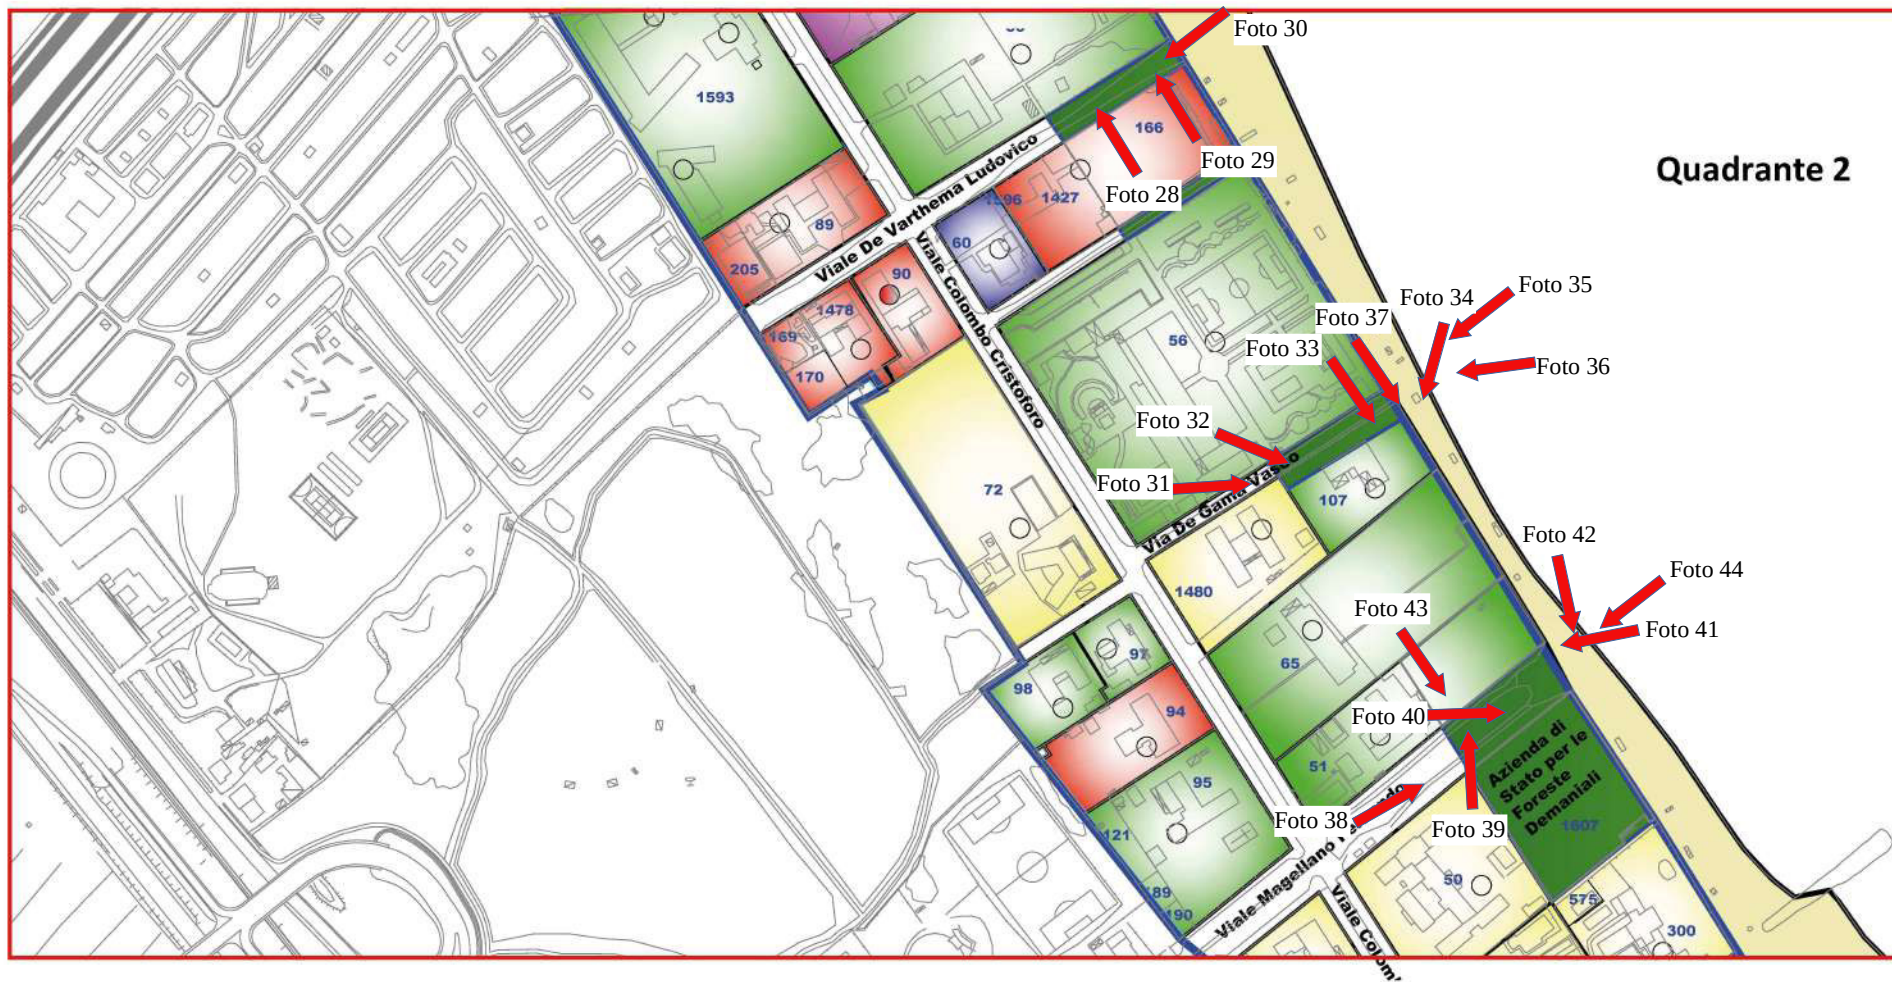 Foto 30
1593
166
Quadrante 2
Foto 29
Foto 28
Viale De Varthema Ludovico
1427
89
60
205
90
Viale Colombo Cristoforo
1478
169
170
56
Foto 34
Foto 35
Foto 37
Foto 33
Foto 36
Foto 32
Foto 31
Via De Gama Vasco
72
107
1480
Foto 42
Foto 44
Foto 43
Foto 41
65
97
98
94
Foto 40
51
95
Azienda di
Stato per le
Foreste
Demaniali
1607
Foto 38
Foto 39
121
Viale Magellano
50
189
190
575
300
Viale Colom